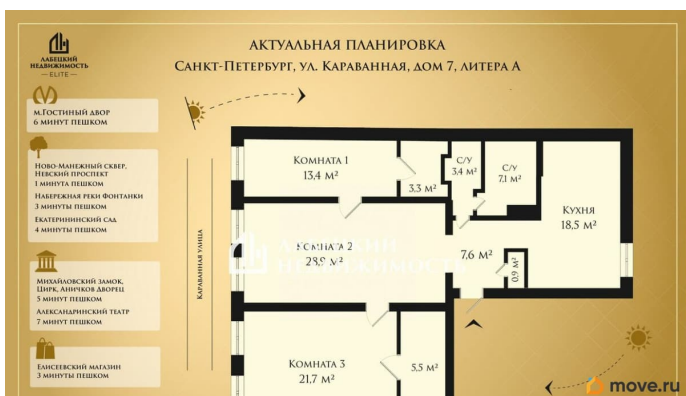 ЛАБЕЦКИЙ
НЕДВИЖИМОСТЬ
— ELITE —
АКТУАЛЬНАЯ ПЛАНИРОВКА
САНКТ-ПЕТЕРБУРГ, УЛ. КАРАВАННАЯ, ДОМ 7, ЛИТЕРА А
М.ГОСТИНЫЙ ДВОР
6 МИНУТ ПЕШКОМ
НОВО-МАНЕЖНЫЙ СКВЕР,
НЕВСКИЙ ПРОСПЕКТ
1 МИНУТА ПЕШКОМ
НАБЕРЕЖНАЯ РЕКИ ФОНТАНКИ
3 МИНУТЫ ПЕШКОМ
ЕКАТЕРИНИНСКИЙ САД
4 МИНУТЫ ПЕШКОМ
МИХАЙЛОВСКИЙ ЗАМОК,
ЦИРК, АНИЧКОВ ДВОРЕЦ
5 МИНУТ ПЕШКОМ
АЛЕКСАНДРИНСКИЙ ТЕАТР
7 МИНУТ ПЕШКОМ
ЕЛИСЕЕВСКИЙ МАГАЗИН
3 МИНУТЫ ПЕШКОМ
КАРАВАННАЯ УЛИЦА
КОМНАТА 1
13,4 М²
3,3 М²
С/У
3,4 М²
С/У
7,1 М²
КУХНЯ
18,5 М²
КОМНАТА 2
28,9 М²
ЛАБЕЦКИЙ
НЕДВИЖИМОСТЬ
7,6 М²
0,9 М²
КОМНАТА 3
21,7 М²
5,5 М²
move.ru